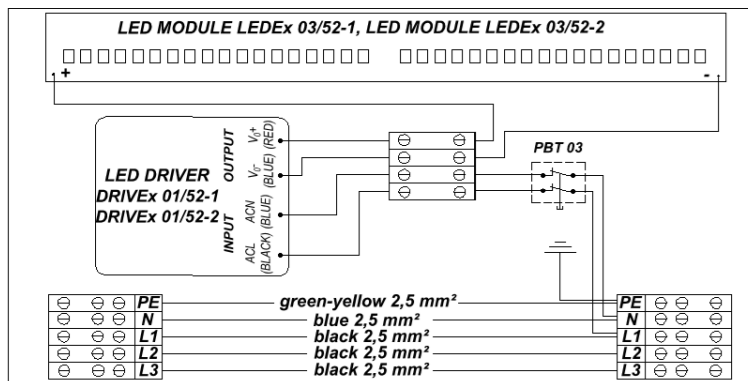 LED MODULE LEDEx 03/52-1, LED MODULE LEDEx 03/52-2
+ -
PBT 03
LED DRIVER
DRIVEx 01/52-1
DRIVEx 01/52-2
OUTPUT
V₀+ (RED)
V₀- (BLUE)
INPUT
ACN (BLUE)
ACL (BLACK)
PE green-yellow 2,5 mm² PE
N blue 2,5 mm² N
L1 black 2,5 mm² L1
L2 black 2,5 mm² L2
L3 black 2,5 mm² L3